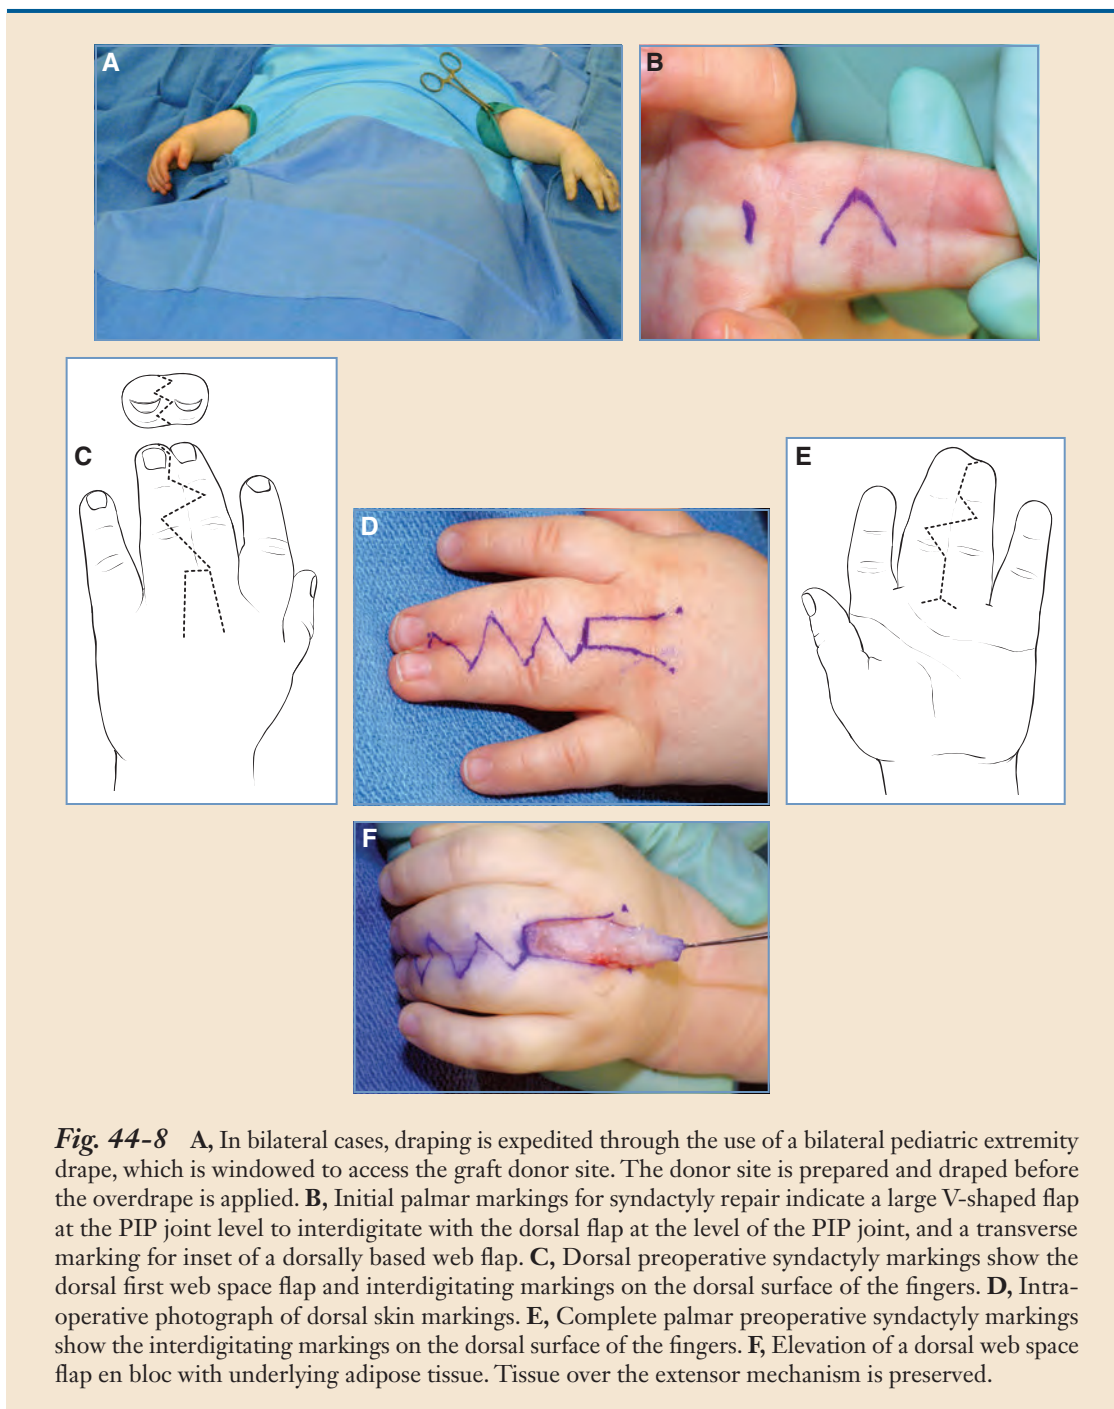 A
B
C
D
E
F
Fig. 44-8 A, In bilateral cases, draping is expedited through the use of a bilateral pediatric extremity
drape, which is windowed to access the graft donor site. The donor site is prepared and draped before
the overdrape is applied. B, Initial palmar markings for syndactyly repair indicate a large V-shaped flap
at the PIP joint level to interdigitate with the dorsal flap at the level of the PIP joint, and a transverse
marking for inset of a dorsally based web flap. C, Dorsal preoperative syndactyly markings show the
dorsal first web space flap and interdigitating markings on the dorsal surface of the fingers. D, Intra-
operative photograph of dorsal skin markings. E, Complete palmar preoperative syndactyly markings
show the interdigitating markings on the dorsal surface of the fingers. F, Elevation of a dorsal web space
flap en bloc with underlying adipose tissue. Tissue over the extensor mechanism is preserved.